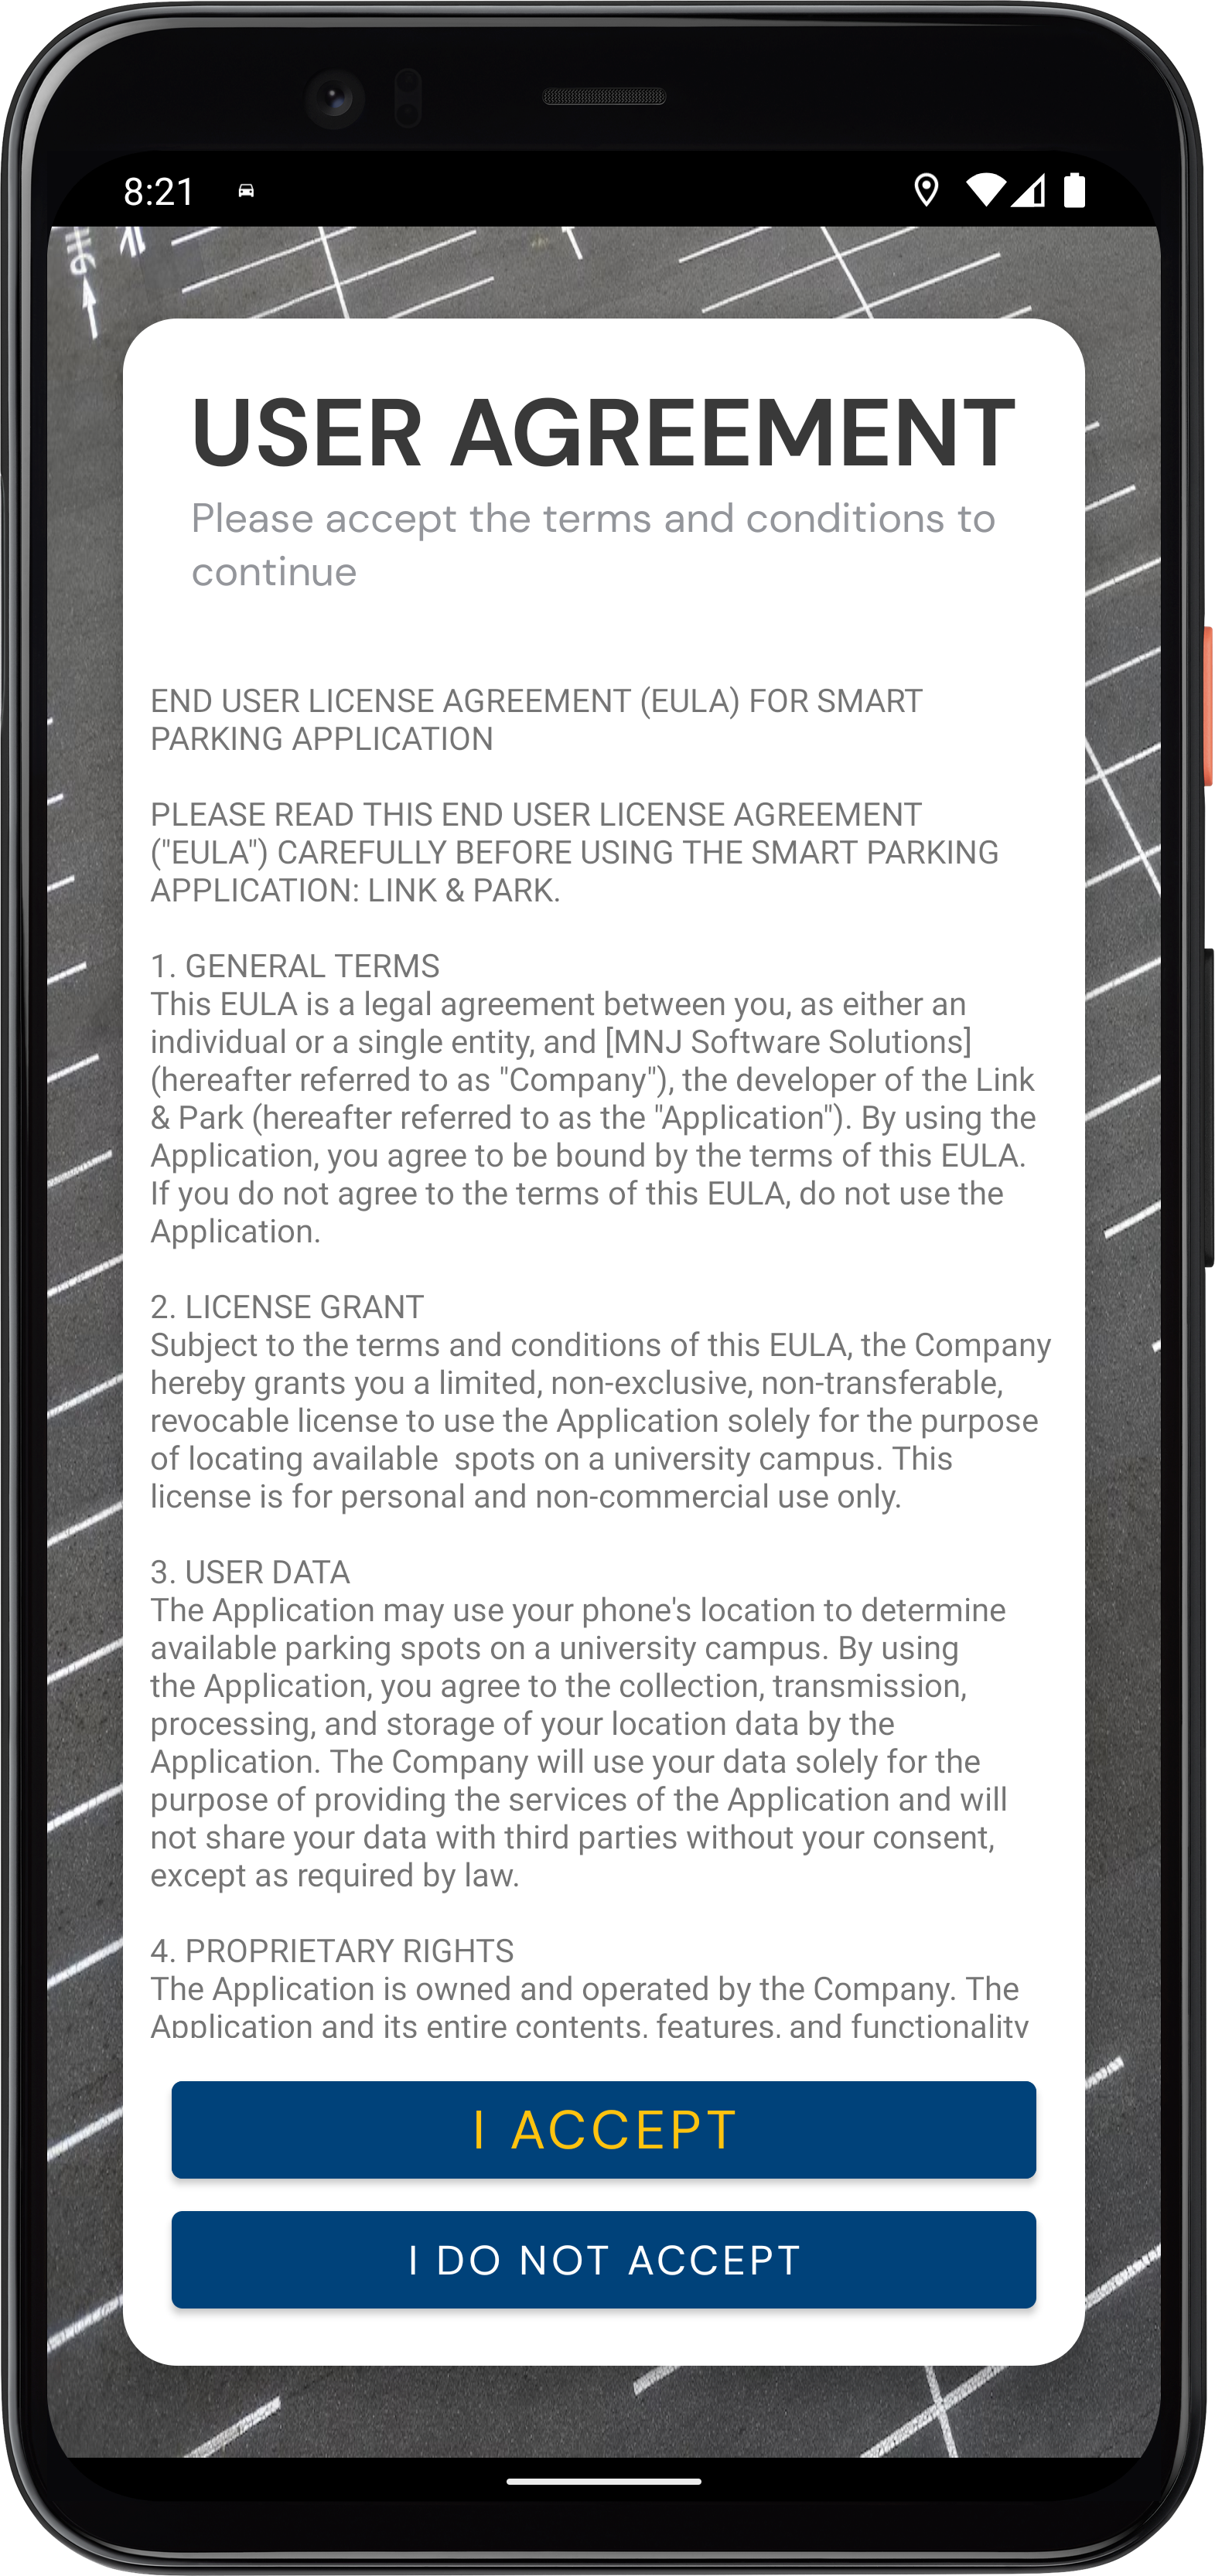 8:21
USER AGREEMENT
Please accept the terms and conditions to
continue
END USER LICENSE AGREEMENT (EULA) FOR SMART
PARKING APPLICATION
PLEASE READ THIS END USER LICENSE AGREEMENT
("EULA") CAREFULLY BEFORE USING THE SMART PARKING
APPLICATION: LINK & PARK.
1. GENERAL TERMS
This EULA is a legal agreement between you, as either an
individual or a single entity, and [MNJ Software Solutions]
(hereafter referred to as "Company"), the developer of the Link
& Park (hereafter referred to as the "Application"). By using the
Application, you agree to be bound by the terms of this EULA.
If you do not agree to the terms of this EULA, do not use the
Application.
2. LICENSE GRANT
Subject to the terms and conditions of this EULA, the Company
hereby grants you a limited, non-exclusive, non-transferable,
revocable license to use the Application solely for the purpose
of locating available  spots on a university campus. This
license is for personal and non-commercial use only.
3. USER DATA
The Application may use your phone's location to determine
available parking spots on a university campus. By using
the Application, you agree to the collection, transmission,
processing, and storage of your location data by the
Application. The Company will use your data solely for the
purpose of providing the services of the Application and will
not share your data with third parties without your consent,
except as required by law.
4. PROPRIETARY RIGHTS
The Application is owned and operated by the Company. The
Application and its entire contents, features, and functionality
I ACCEPT
I DO NOT ACCEPT